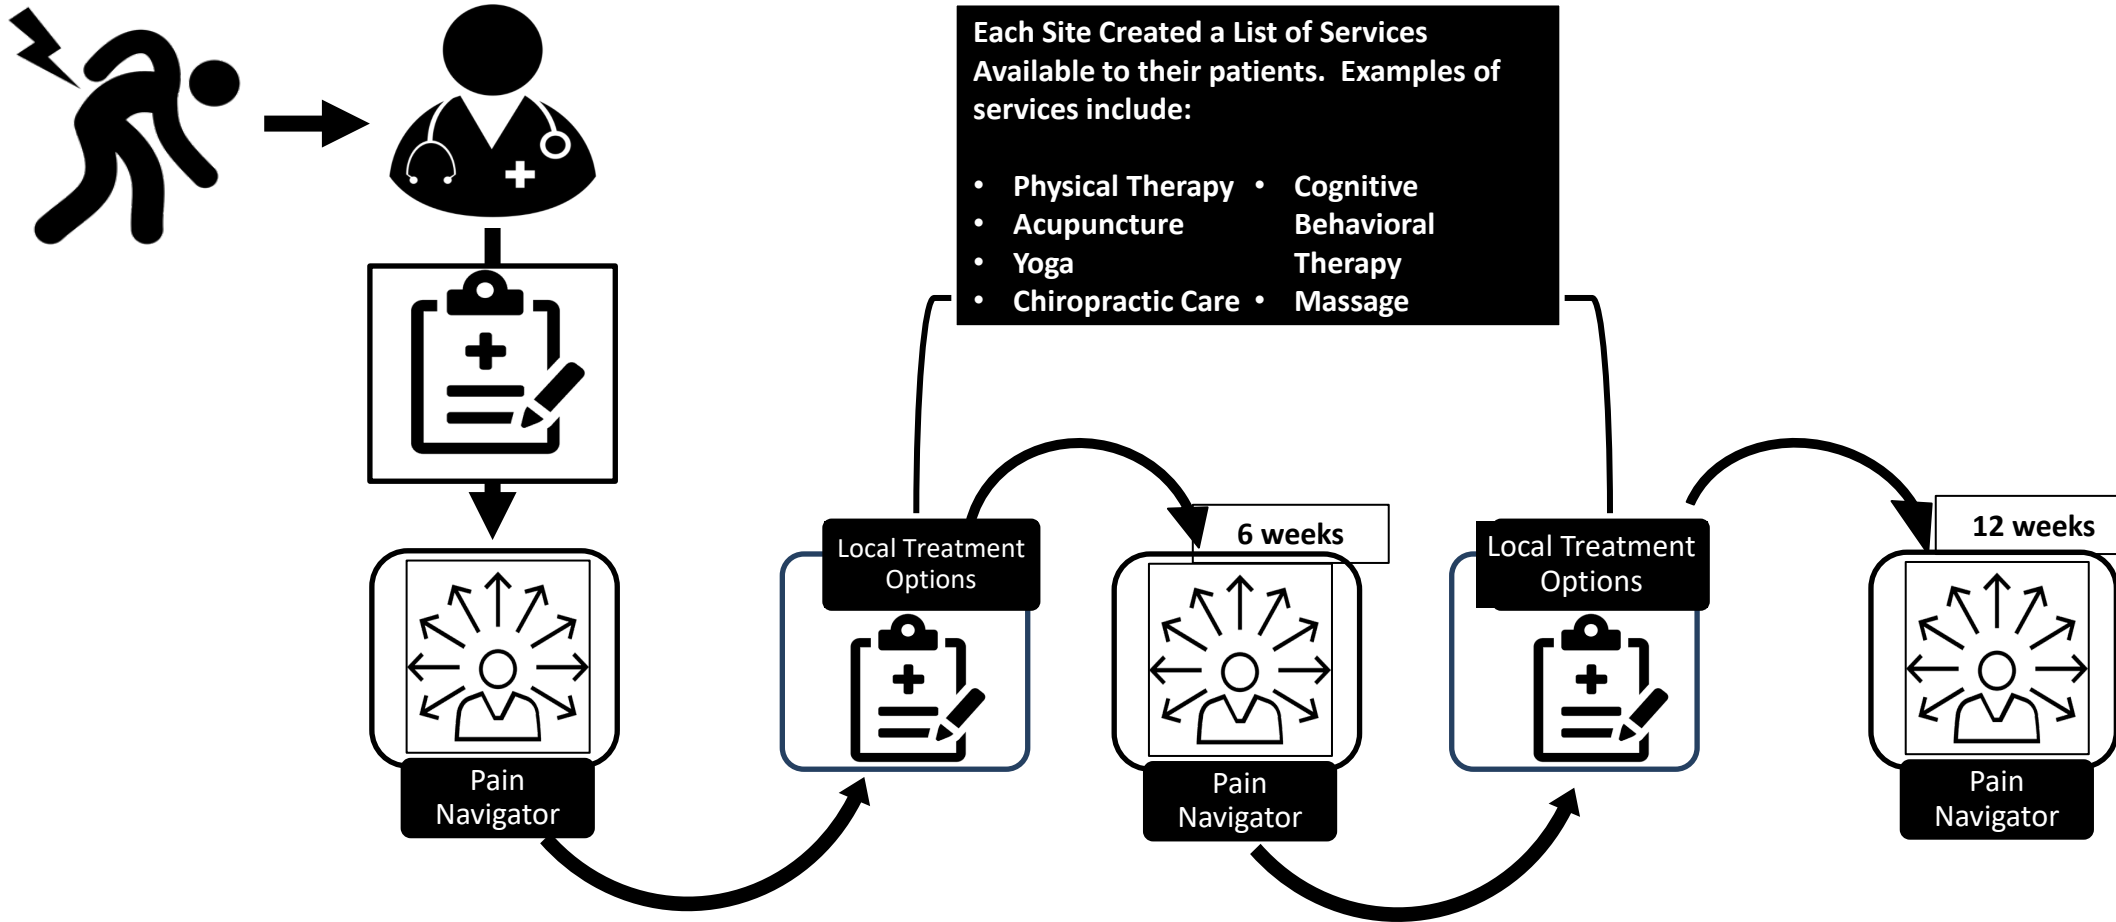 Each Site Created a List of Services
Available to their patients.  Examples of
services include:
• Physical Therapy
• Acupuncture
• Yoga
• Chiropractic Care
• Cognitive
Behavioral
Therapy
• Massage
Local Treatment
Options
6 weeks
Local Treatment
Options
12 weeks
Pain
Navigator
Pain
Navigator
Pain
Navigator